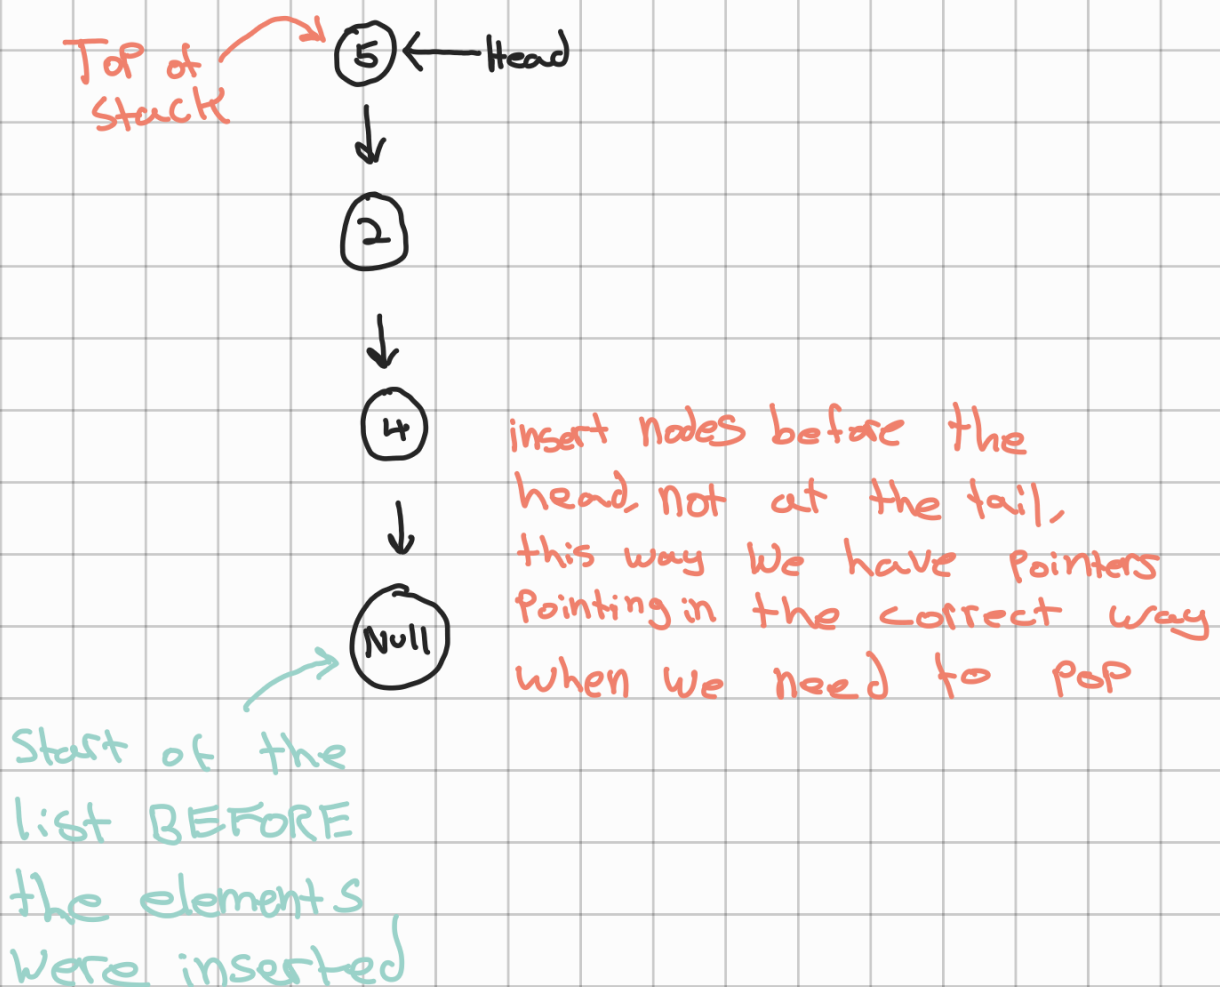 Top of
stack
5
Head
2
4
insert nodes before the
head, not at the tail,
this way we have pointers
pointing in the correct way
when we need to pop
Null
Start of the
list BEFORE
the elements
were inserted